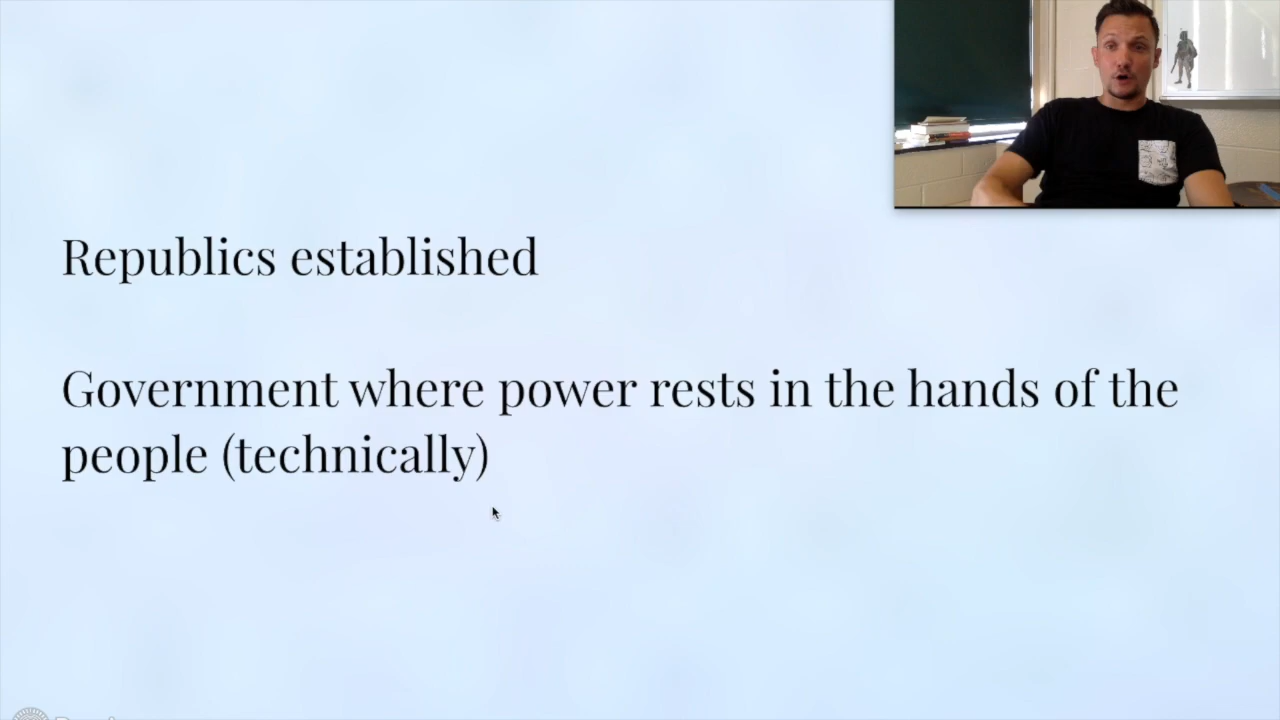 Republics established
Government where power rests in the hands of the
people (technically)